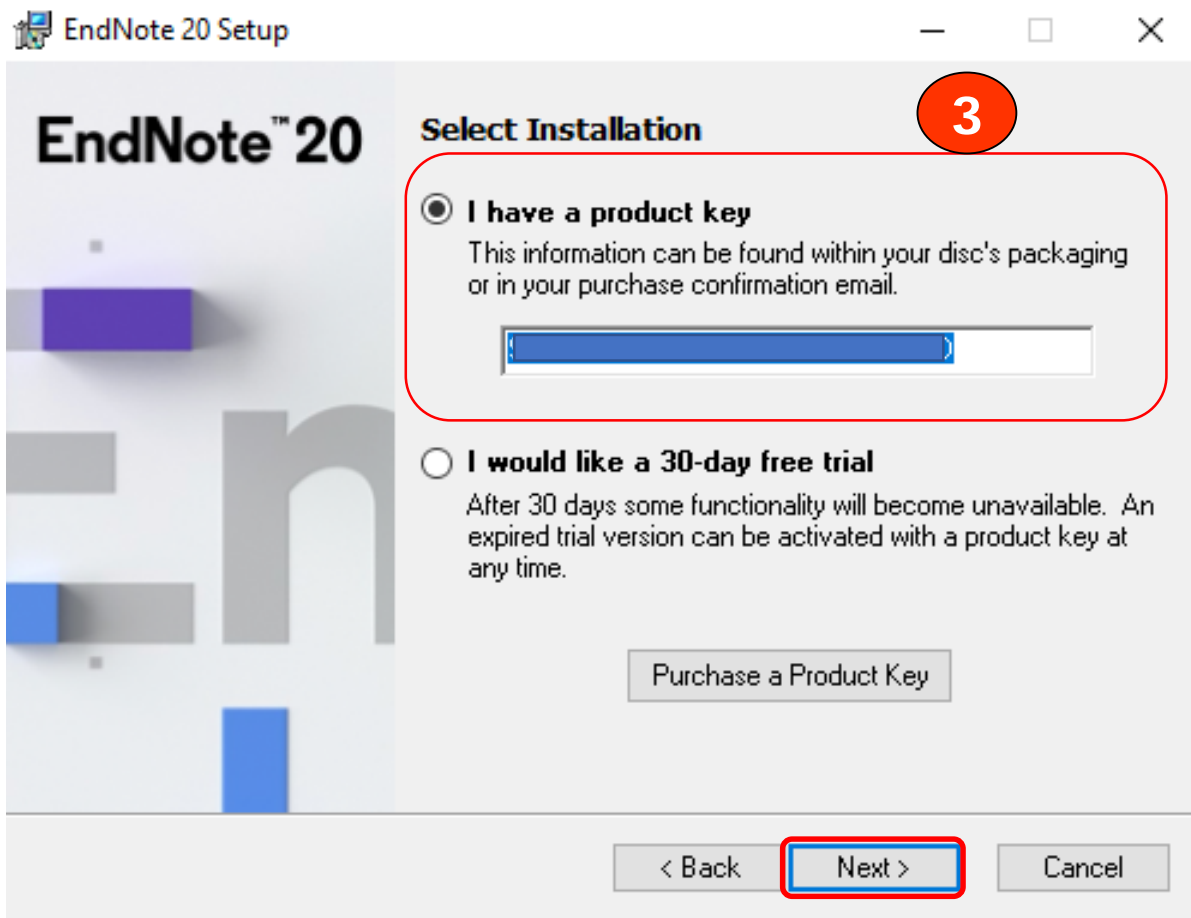 EndNote 20 Setup
EndNote™20
Select Installation
3
I have a product key
This information can be found within your disc's packaging
or in your purchase confirmation email.
I would like a 30-day free trial
After 30 days some functionality will become unavailable. An
expired trial version can be activated with a product key at
any time.
Purchase a Product Key
< Back
Next >
Cancel